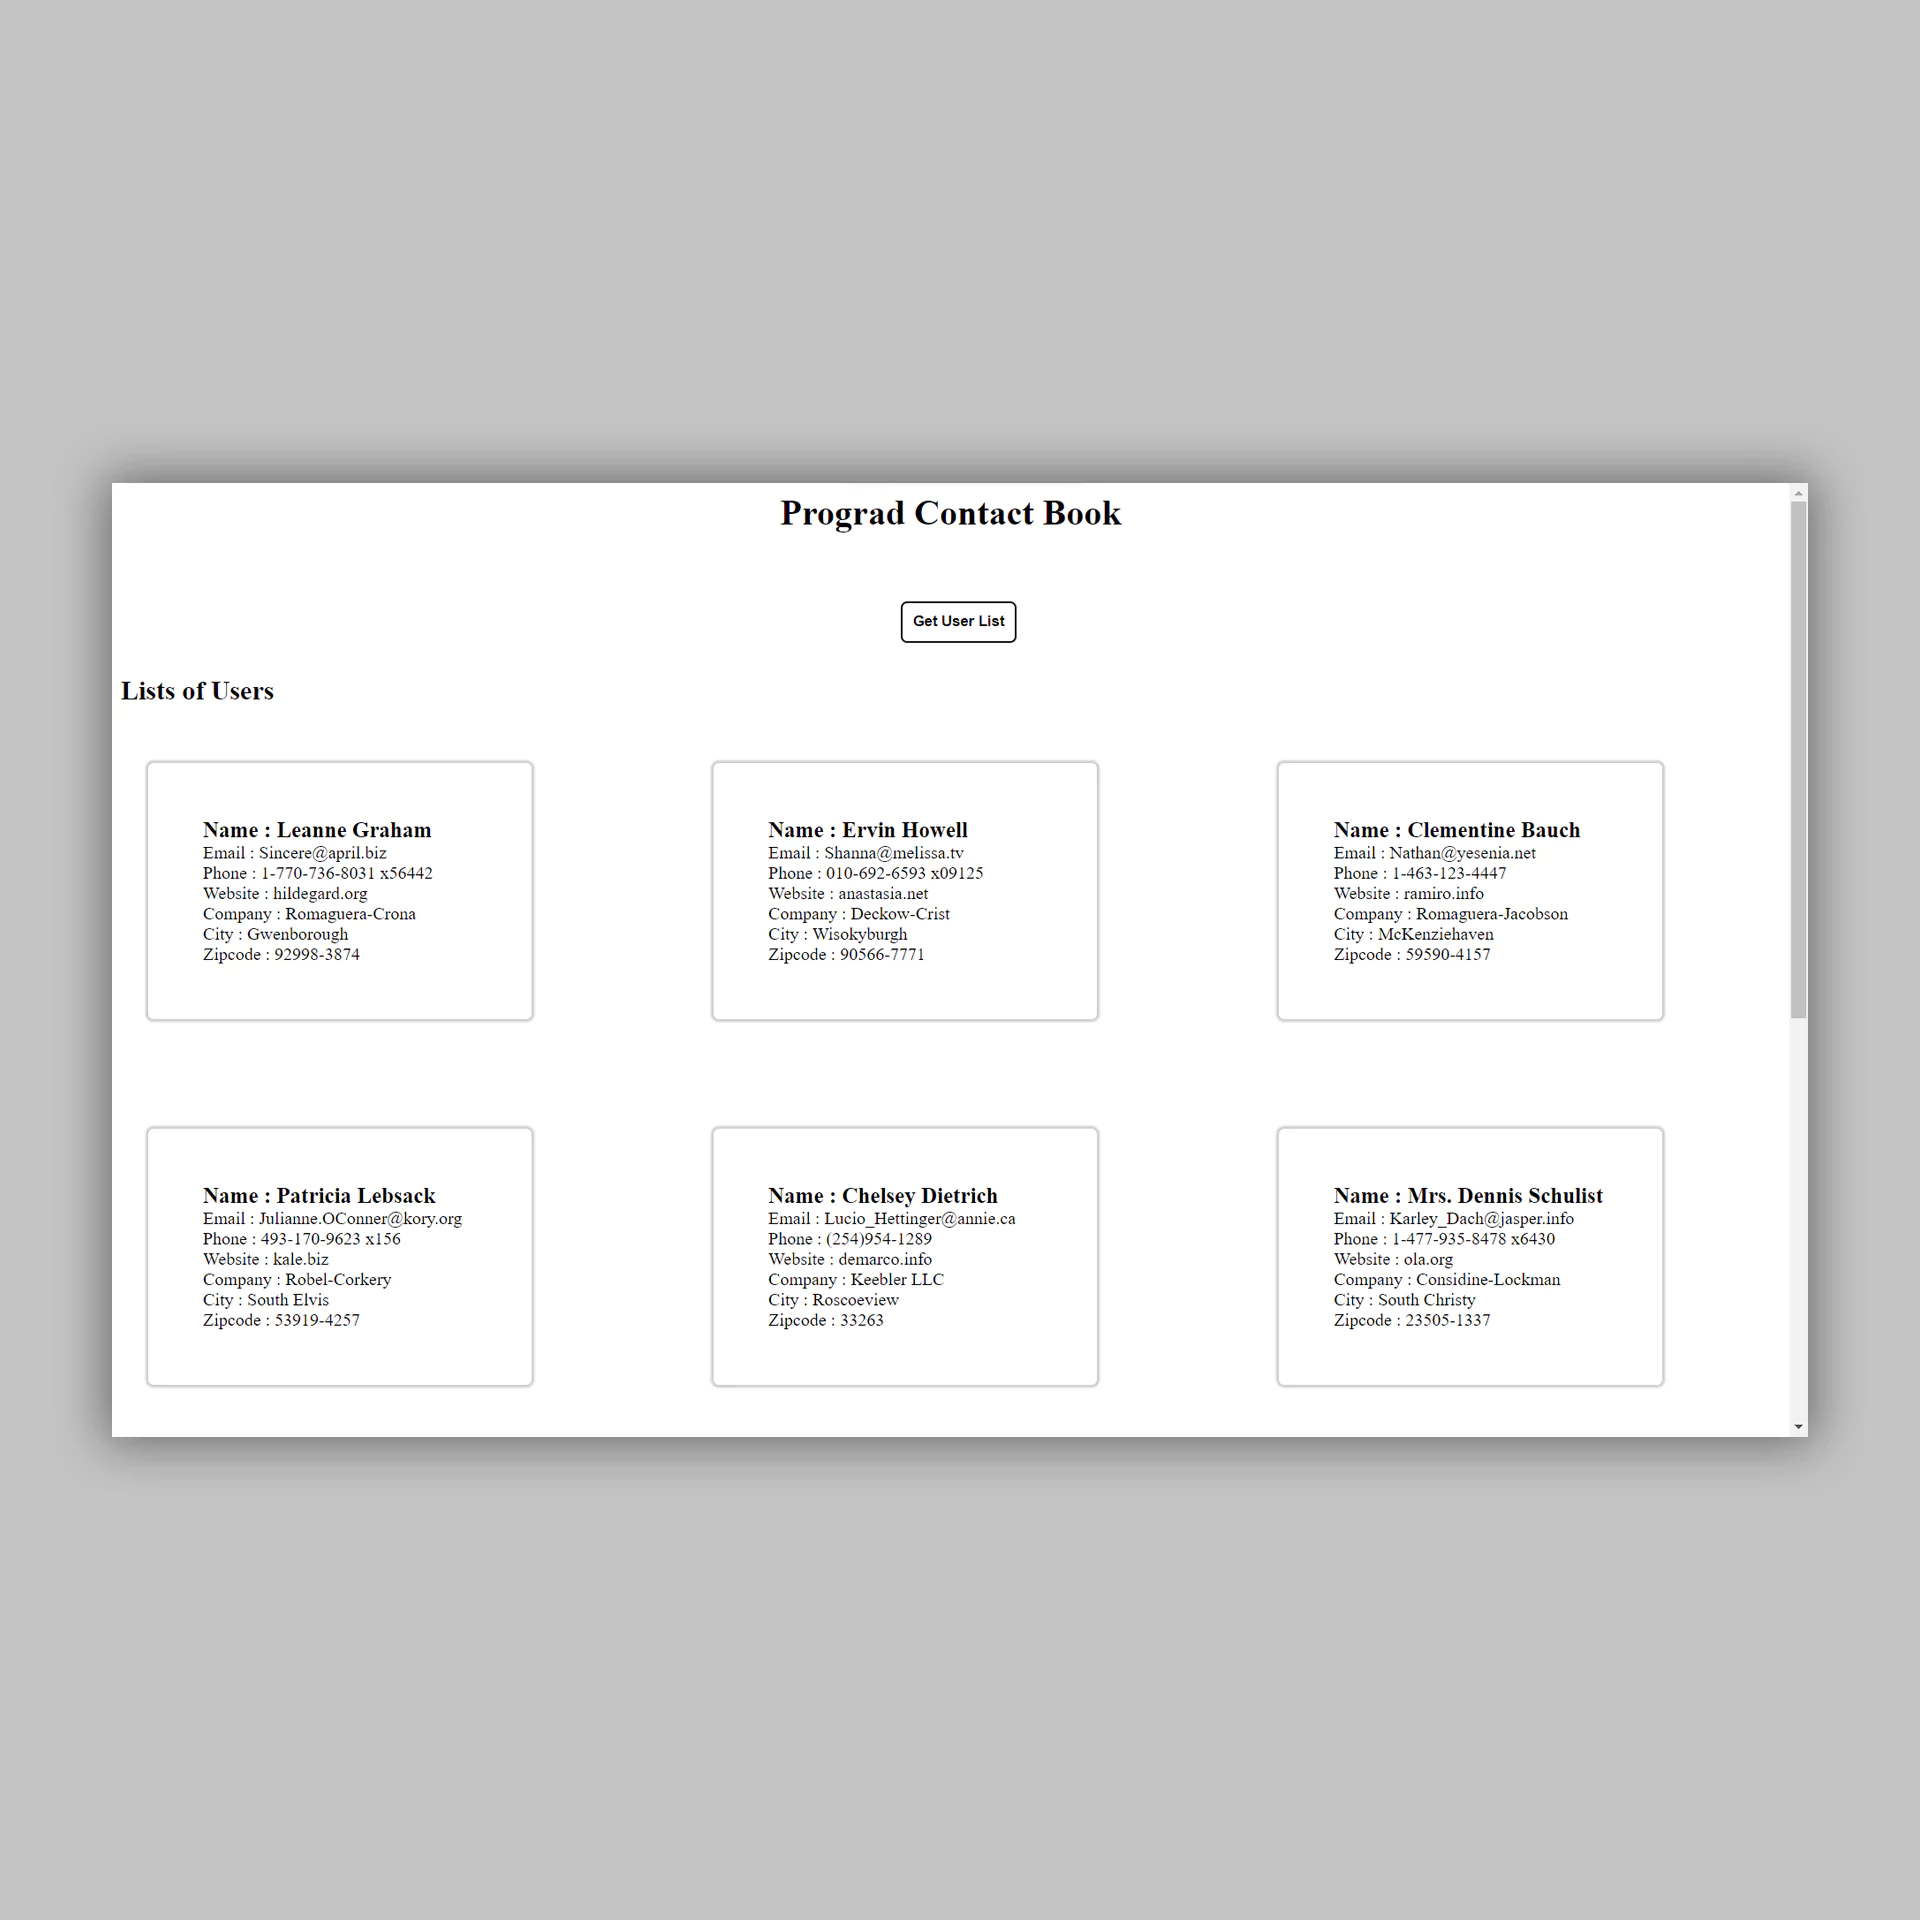 Prograd Contact Book
Get User List
Lists of Users
Name : Leanne Graham
Email : Sincere@april.biz
Phone : 1-770-736-8031 x56442
Website : hildegard.org
Company : Romaguera-Crona
City : Gwenborough
Zipcode : 92998-3874
Name : Ervin Howell
Email : Shanna@melissa.tv
Phone : 010-692-6593 x09125
Website : anastasia.net
Company : Deckow-Crist
City : Wisokyburgh
Zipcode : 90566-7771
Name : Clementine Bauch
Email : Nathan@yesenia.net
Phone : 1-463-123-4447
Website : ramiro.info
Company : Romaguera-Jacobson
City : McKenziehaven
Zipcode : 59590-4157
Name : Patricia Lebsack
Email : Julianne.OConner@kory.org
Phone : 493-170-9623 x156
Website : kale.biz
Company : Robel-Corkery
City : South Elvis
Zipcode : 53919-4257
Name : Chelsey Dietrich
Email : Lucio_Hettinger@annie.ca
Phone : (254)954-1289
Website : demarco.info
Company : Keebler LLC
City : Roscoeview
Zipcode : 33263
Name : Mrs. Dennis Schulist
Email : Karley_Dach@jasper.info
Phone : 1-477-935-8478 x6430
Website : ola.org
Company : Considine-Lockman
City : South Christy
Zipcode : 23505-1337